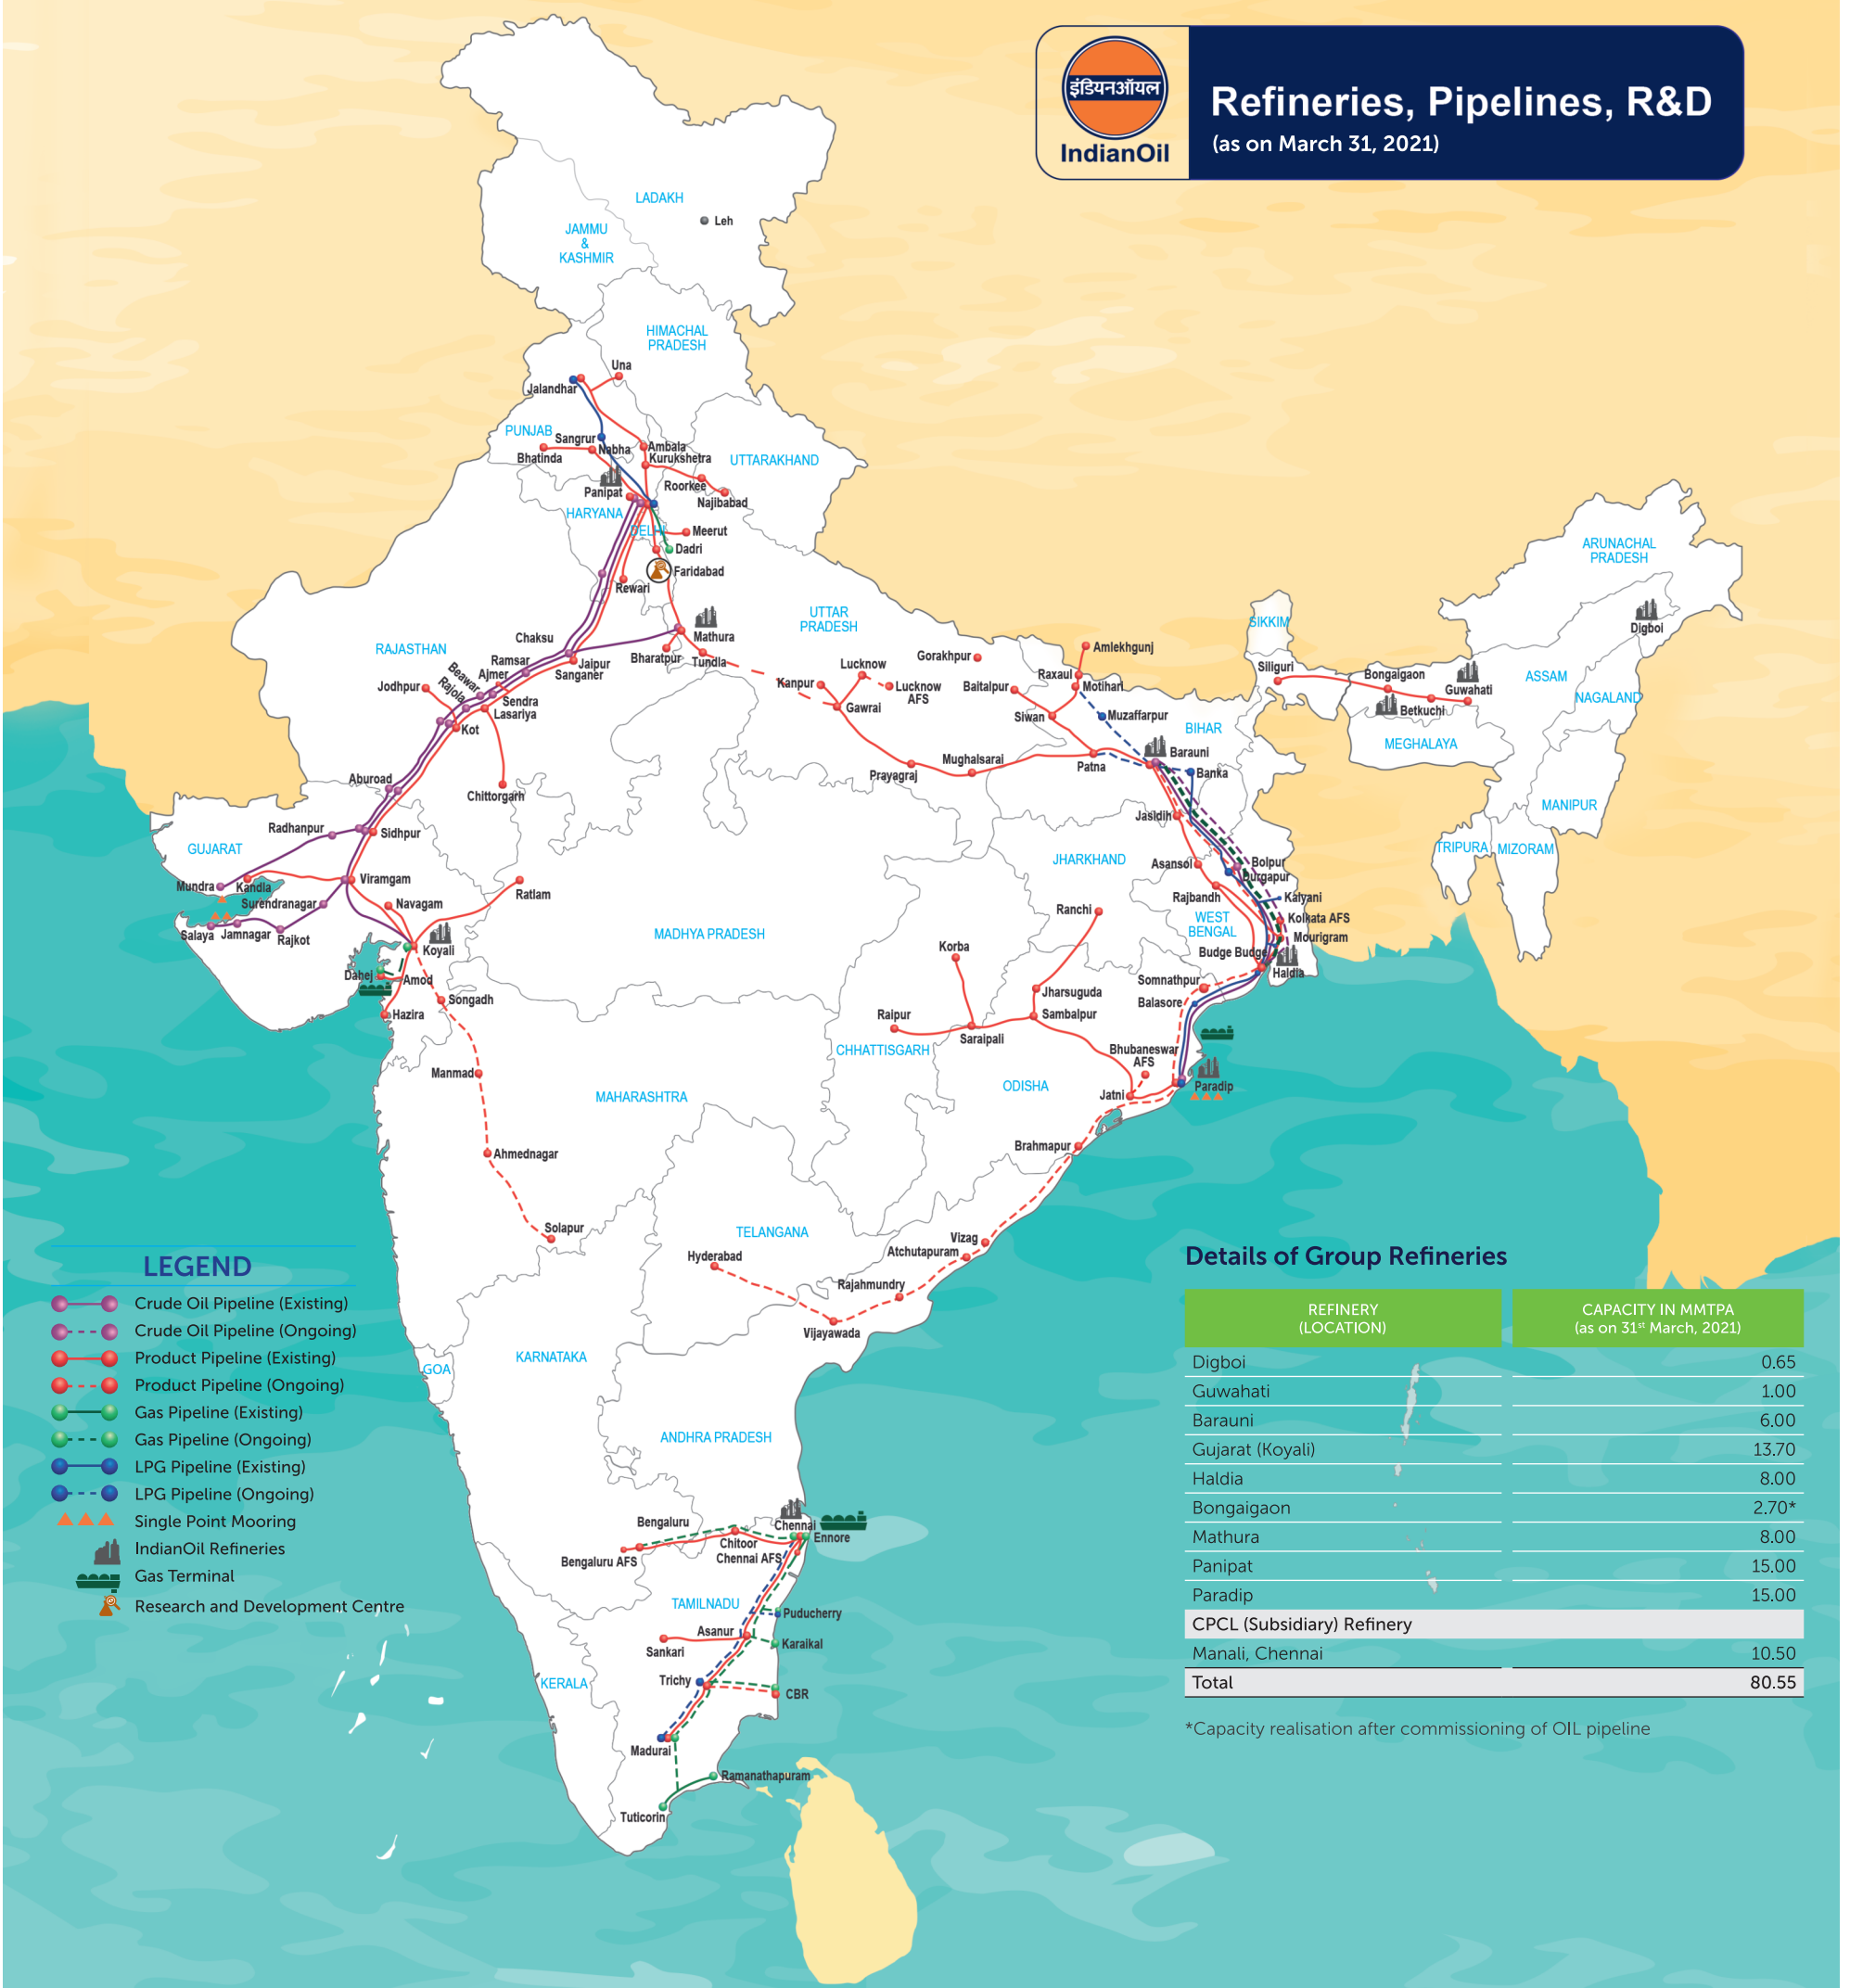 इंडियनऑयल
IndianOil
Refineries, Pipelines, R&D
(as on March 31, 2021)
LADAKH
Leh
JAMMU
&
KASHMIR
HIMACHAL
PRADESH
Una
Jalandhar
PUNJAB
Sangrur
Nabha
Bhatinda
Ambala
Kurukshetra
UTTARAKHAND
Roorkee
Panipat
Najibabad
HARYANA
DELHI
Meerut
Dadri
Faridabad
Rewari
ARUNACHAL
PRADESH
Digboi
UTTAR
PRADESH
SIKKIM
Mathura
Chaksu
RAJASTHAN
Bharatpur
Tundla
Ramsar
Jaipur
Sanganer
Ajmer
Beawar
Rajola
Jodhpur
Sendra
Lasariya
Kot
Kanpur
Lucknow
Lucknow
AFS
Gawrai
Gorakhpur
Amlekhgunj
Raxaul
Baitalpur
Motihari
Siwan
Muzaffarpur
BIHAR
Siliguri
Bongaigaon
Guwahati
Betkuchi
ASSAM
NAGALAND
MEGHALAYA
Barauni
Mughalsarai
Prayagraj
Patna
Banka
Aburoad
Chittorgarh
MANIPUR
Radhanpur
Sidhpur
Jasidih
GUJARAT
TRIPURA
MIZORAM
JHARKHAND
Asansol
Bolpur
Durgapur
Mundra
Kandla
Viramgam
Surendranagar
Navagam
Ratlam
Rajbandh
Kalyani
Ranchi
WEST
BENGAL
Kolkata AFS
Mourigram
Salaya
Jamnagar
Rajkot
MADHYA PRADESH
Korba
Koyali
Budge Budge
Haldia
Dahej
Amod
Somnathpur
Jharsuguda
Balasore
Songadh
Hazira
Raipur
Sambalpur
Saraipali
CHHATTISGARH
Bhubaneswar
AFS
Manmad
ODISHA
Paradip
Jatni
MAHARASHTRA
Brahmapur
Ahmednagar
Solapur
TELANGANA
Vizag
Atchutapuram
Hyderabad
Rajahmundry
Vijayawada
KARNATAKA
GOA
ANDHRA PRADESH
Bengaluru
Chennai
Ennore
Chitoor
Chennai AFS
Bengaluru AFS
TAMILNADU
Puducherry
Asanur
Karaikal
Sankari
Trichy
KERALA
CBR
Madurai
Ramanathapuram
Tuticorin
LEGEND
Crude Oil Pipeline (Existing)
Crude Oil Pipeline (Ongoing)
Product Pipeline (Existing)
Product Pipeline (Ongoing)
Gas Pipeline (Existing)
Gas Pipeline (Ongoing)
LPG Pipeline (Existing)
LPG Pipeline (Ongoing)
Single Point Mooring
IndianOil Refineries
Gas Terminal
Research and Development Centre
Details of Group Refineries
REFINERY
(LOCATION)
CAPACITY IN MMTPA
(as on 31st March, 2021)
Digboi 0.65
Guwahati 1.00
Barauni 6.00
Gujarat (Koyali) 13.70
Haldia 8.00
Bongaigaon 2.70*
Mathura 8.00
Panipat 15.00
Paradip 15.00
CPCL (Subsidiary) Refinery
Manali, Chennai 10.50
Total 80.55
*Capacity realisation after commissioning of OIL pipeline